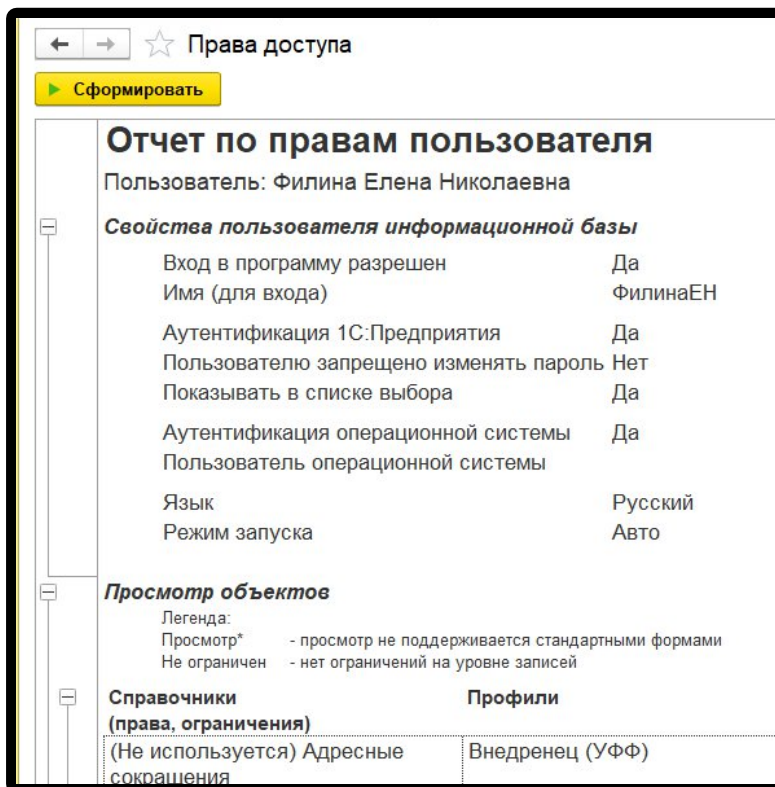 Права доступа
Сформировать
Отчет по правам пользователя
Пользователь: Филина Елена Николаевна
Свойства пользователя информационной базы
Вход в программу разрешен Да
Имя (для входа) ФилинаЕН
Аутентификация 1С:Предприятия Да
Пользователю запрещено изменять пароль Нет
Показывать в списке выбора Да
Аутентификация операционной системы Да
Пользователь операционной системы
Язык Русский
Режим запуска Авто
Просмотр объектов
Легенда:
Просмотр* - просмотр не поддерживается стандартными формами
Не ограничен - нет ограничений на уровне записей
Справочники Профили
(права, ограничения)
(Не используется) Адресные Внедренец (УФФ)
сокращения